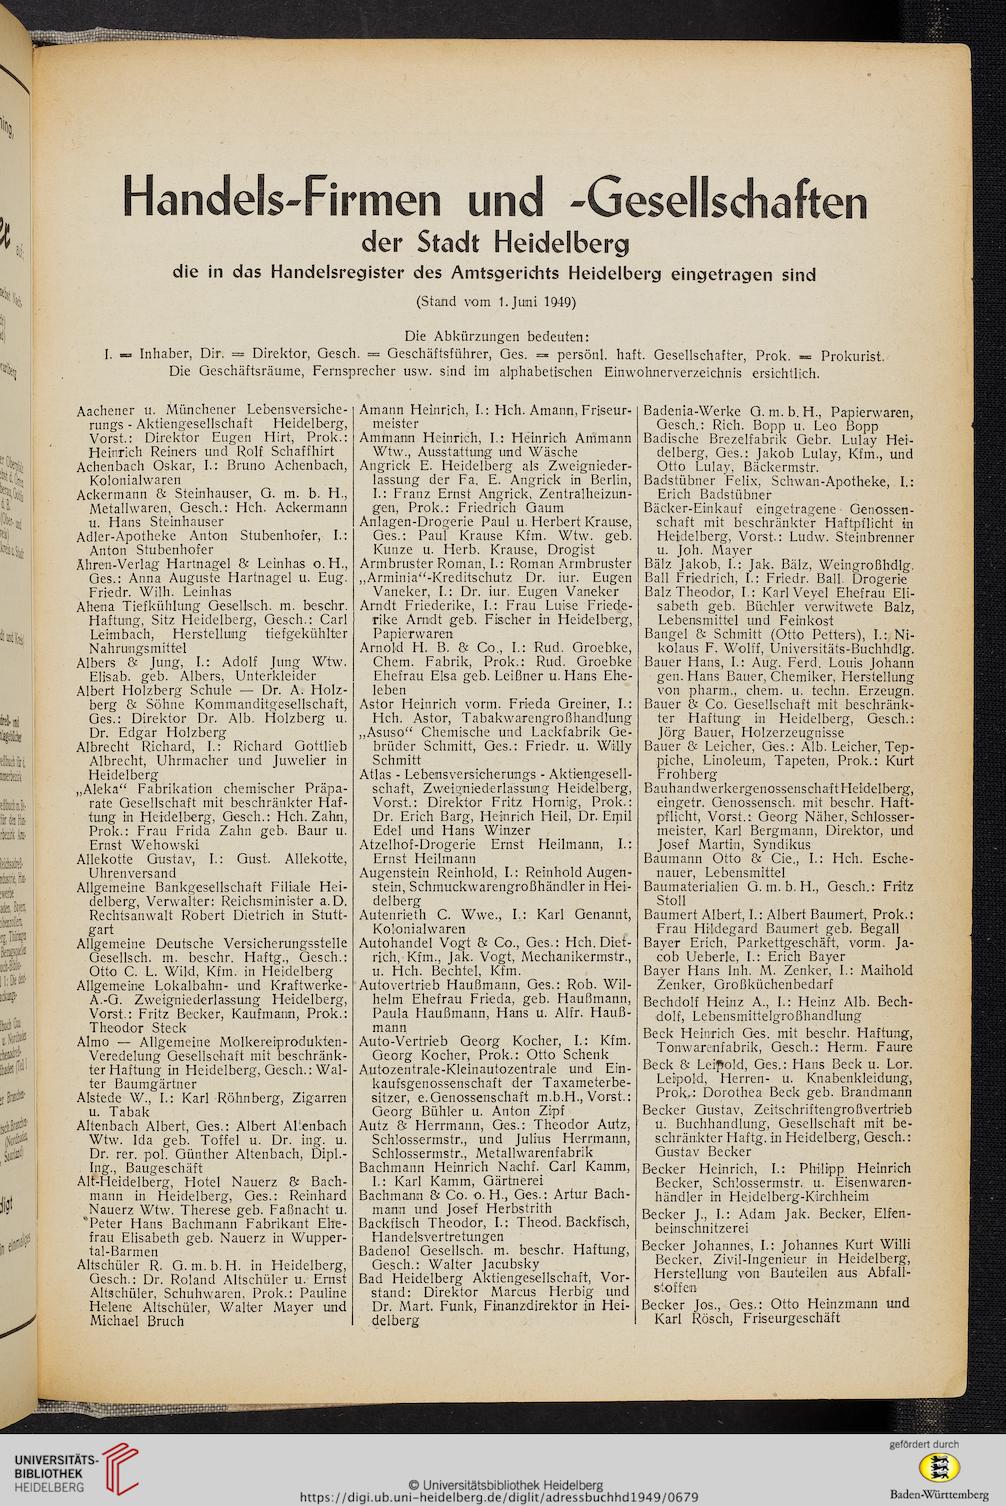 Handels-Firmen und -Gesellschaften
der Stadt Heidelberg
die in das Handelsregister des Amtsgerichts Heidelberg eingetragen sind
(Stand vom 1. Juni 1949)
Die Abkürzungen bedeuten:
I. = Inhaber, Dir. = Direktor, Gesch. = Geschäftsführer, Ges. = persönl. haft. Gesellschafter, Prok. = Prokurist.
Die Geschäftsräume, Fernsprecher usw. sind im alphabetischen Einwohnerverzeichnis ersichtlich.
Aachener u. Münchener Lebensversiche-
rungs - Aktiengesellschaft Heidelberg,
Vorst.: Direktor Eugen Hirt, Prok.:
Heinrich Reiners und Rolf Schaffhirt
Achenbach Oskar, I.: Bruno Achenbach,
Kolonialwaren
Ackermann & Steinhauser, G. m. b. H.,
Metallwaren, Gesch.: Hch. Ackermann
u. Hans Steinhauser
Adler-Apotheke Anton Stubenhofer, I.:
Anton Stubenhofer
Ähren-Verlag Hartnagel & Leinhas o. H.,
Ges.: Anna Auguste Hartnagel u. Eug.
Friedr. Wilh. Leinhas
Ahena Tiefkühlung Gesellsch. m. beschr.
Haftung, Sitz Heidelberg, Gesch.: Carl
Leimbach, Herstellung tiefgekühlter
Nahrungsmittel
Albers & Jung, I.: Adolf Jung Wtw.
Elisab. geb. Albers, Unterkleider
Albert Holzberg Schule — Dr. A. Holz-
berg & Söhne Kommanditgesellschaft,
Ges.: Direktor Dr. Alb. Holzberg u.
Dr. Edgar Holzberg
Albrecht Richard, I.: Richard Gottlieb
Albrecht, Uhrmacher und Juwelier in
Heidelberg
„Aleka“ Fabrikation chemischer Präpa-
rate Gesellschaft mit beschränkter Haf-
tung in Heidelberg, Gesch.: Hch. Zahn,
Prok.: Frau Frida Zahn geb. Baur u.
Ernst Wehowski
Allekotte Gustav, I.: Gust. Allekotte,
Uhrenversand
Allgemeine Bankgesellschaft Filiale Hei-
delberg, Verwalter: Reichsminister a. D.
Rechtsanwalt Robert Dietrich in Stutt-
gart
Allgemeine Deutsche Versicherungsstelle
Gesellsch. m. beschr. Haftg., Gesch.:
Otto C. L. Wild, Kfm. in Heidelberg
Allgemeine Lokalbahn- und Kraftwerke-
A.-G. Zweigniederlassung Heidelberg,
Vorst.: Fritz Becker, Kaufmann, Prok.:
Theodor Steck
Almo — Allgemeine Molkereiprodukten-
Veredelung Gesellschaft mit beschränk-
ter Haftung in Heidelberg, Gesch.: Wal-
ter Baumgärtner
Alstede W., I.: Karl Röhnberg, Zigarren
u. Tabak
Altenbach Albert, Ges.: Albert Altenbach
Wtw. Ida geb. Toffel u. Dr. ing. u.
Dr. rer. pol. Günther Altenbach, Dipl.-
Ing., Baugeschäft
Alt-Heidelberg, Hotel Nauerz & Bach-
mann in Heidelberg, Ges.: Reinhard
Nauerz Wtw. Therese geb. Faßnacht u.
Peter Hans Bachmann Fabrikant Ehe-
frau Elisabeth geb. Nauerz in Wupper-
tal-Barmen
Altschüler R. G. m. b. H. in Heidelberg,
Gesch.: Dr. Roland Altschüler u. Ernst
Altschüler, Schuhwaren, Prok.: Pauline
Helene Altschüler, Walter Mayer und
Michael Bruch
Amann Heinrich, I.: Hch. Amann, Friseur-
meister
Ammann Heinrich, I.: Heinrich Ammann
Wtw., Ausstattung und Wäsche
Angrick E. Heidelberg als Zweignieder-
lassung der Fa. E. Angrick in Berlin,
I.: Franz Ernst Angrick, Zentralheizun-
gen, Prok.: Friedrich Gaum
Anlagen-Drogerie Paul u. Herbert Krause,
Ges.: Paul Krause Kfm. Wtw. geb.
Kunze u. Herb. Krause, Drogist
Armbruster Roman, I.: Roman Armbruster
„Arminia“-Kreditschutz Dr. iur. Eugen
Vaneker, I.: Dr. iur. Eugen Vaneker
Arndt Friederike, I.: Frau Luise Friede-
rike Arndt geb. Fischer in Heidelberg,
Papierwaren
Arnold H. B. & Co., I.: Rud. Groebke,
Chem. Fabrik, Prok.: Rud. Groebke
Ehefrau Elsa geb. Leißner u. Hans Ehe-
leben
Astor Heinrich vorm. Frieda Greiner, I.:
Hch. Astor, Tabakwarengroßhandlung
„Asuso“ Chemische und Lackfabrik Ge-
brüder Schmitt, Ges.: Friedr. u. Willy
Schmitt
Atlas - Lebensversicherungs - Aktiengesell-
schaft, Zweigniederlassung Heidelberg,
Vorst.: Direktor Fritz Hornig, Prok.:
Dr. Erich Barg, Heinrich Heil, Dr. Emil
Edel und Hans Winzer
Atzelhof-Drogerie Ernst Heilmann, I.:
Ernst Heilmann
Augenstein Reinhold, I.: Reinhold Augen-
stein, Schmuckwarengroßhändler in Hei-
delberg
Autenrieth C. Wwe., I.: Karl Genannt,
Kolonialwaren
Autohandel Vogt & Co., Ges.: Hch. Diet-
rich, Kfm., Jak. Vogt, Mechanikermstr.,
u. Hch. Bechtel, Kfm.
Autovertrieb Haußmann, Ges.: Rob. Wil-
helm Ehefrau Frieda, geb. Haußmann,
Paula Haußmann, Hans u. Alfr. Hauß-
mann
Auto-Vertrieb Georg Kocher, I.: Kfm.
Georg Kocher, Prok.: Otto Schenk
Autozentrale-Kleinautozentrale und Ein-
kaufsgenossenschaft der Taxameterbe-
sitzer, e. Genossenschaft m.b.H., Vorst.:
Georg Bühler u. Anton Zipf
Autz & Herrmann, Ges.: Theodor Autz,
Schlossermstr., und Julius Herrmann,
Schlossermstr., Metallwarenfabrik
Bachmann Heinrich Nachf. Carl Kamm,
I.: Karl Kamm, Gärtnerei
Bachmann & Co. o. H., Ges.: Artur Bach-
mann und Josef Herbstrith
Backfisch Theodor, I.: Theod. Backfisch,
Handelsvertretungen
Badenol Gesellsch. m. beschr. Haftung,
Gesch.: Walter Jacubsky
Bad Heidelberg Aktiengesellschaft, Vor-
stand: Direktor Marcus Herbig und
Dr. Mart. Funk, Finanzdirektor in Hei-
delberg
Badenia-Werke G. m. b. H., Papierwaren,
Gesch.: Rich. Bopp u. Leo Bopp
Badische Brezelfabrik Gebr. Lulay Hei-
delberg, Ges.: Jakob Lulay, Kfm., und
Otto Lulay, Bäckermstr.
Badstübner Felix, Schwan-Apotheke, I.:
Erich Badstübner
Bäcker-Einkauf eingetragene Genossen-
schaft mit beschränkter Haftpflicht in
Heidelberg, Vorst.: Ludw. Steinbrenner
u. Joh. Mayer
Bälz Jakob, I.: Jak. Bälz, Weingroßhdlg.
Ball Friedrich, I.: Friedr. Ball. Drogerie
Balz Theodor, I.: Karl Veyel Ehefrau Eli-
sabeth geb. Büchler verwitwete Balz,
Lebensmittel und Feinkost
Bangel & Schmitt (Otto Petters), I.: Ni-
kolaus F. Wolff, Universitäts-Buchhdlg.
Bauer Hans, I.: Aug. Ferd. Louis Johann
gen. Hans Bauer, Chemiker, Herstellung
von pharm., chem. u. techn. Erzeugn.
Bauer & Co. Gesellschaft mit beschränk-
ter Haftung in Heidelberg, Gesch.:
Jörg Bauer, Holzerzeugnisse
Bauer & Leicher, Ges.: Alb. Leicher, Tep-
piche, Linoleum, Tapeten, Prok.: Kurt
Frohberg
Bauhandwerkergenossenschaft Heidelberg,
eingetr. Genossensch. mit beschr. Haft-
pflicht, Vorst.: Georg Näher, Schlosser-
meister, Karl Bergmann, Direktor, und
Josef Martin, Syndikus
Baumann Otto & Cie., I.: Hch. Esche-
nauer, Lebensmittel
Baumaterialien G. m. b. H., Gesch.: Fritz
Stoll
Baumert Albert, I.: Albert Baumert, Prok.:
Frau Hildegard Baumert geb. Begall
Bayer Erich, Parkettgeschäft, vorm. Ja-
cob Ueberle, I.: Erich Bayer
Bayer Hans Inh. M. Zenker, I.: Maihold
Zenker, Großküchenbedarf
Bechdolf Heinz A., I.: Heinz Alb. Bech-
dolf, Lebensmittelgroßhandlung
Beck Heinrich Ges. mit beschr. Haftung,
Tonwarenfabrik, Gesch.: Herm. Faure
Beck & Leipold, Ges.: Hans Beck u. Lor.
Leipold, Herren- u. Knabenkleidung,
Prok.: Dorothea Beck geb. Brandmann
Becker Gustav, Zeitschriftengroßvertrieb
u. Buchhandlung, Gesellschaft mit be-
schränkter Haftg. in Heidelberg, Gesch.:
Gustav Becker
Becker Heinrich, I.: Philipp Heinrich
Becker, Schlossermstr. u. Eisenwaren-
händler in Heidelberg-Kirchheim
Becker J., I.: Adam Jak. Becker, Elfen-
beinschnitzerei
Becker Johannes, I.: Johannes Kurt Willi
Becker, Zivil-Ingenieur in Heidelberg,
Herstellung von Bauteilen aus Abfall-
stoffen
Becker Jos., Ges.: Otto Heinzmann und
Karl Rösch, Friseurgeschäft
UNIVERSITÄTS-
BIBLIOTHEK
HEIDELBERG
© Universitätsbibliothek Heidelberg
https://digi.ub.uni-heidelberg.de/diglit/adressbuchhd1949/0679
gefördert durch
Baden-Württemberg